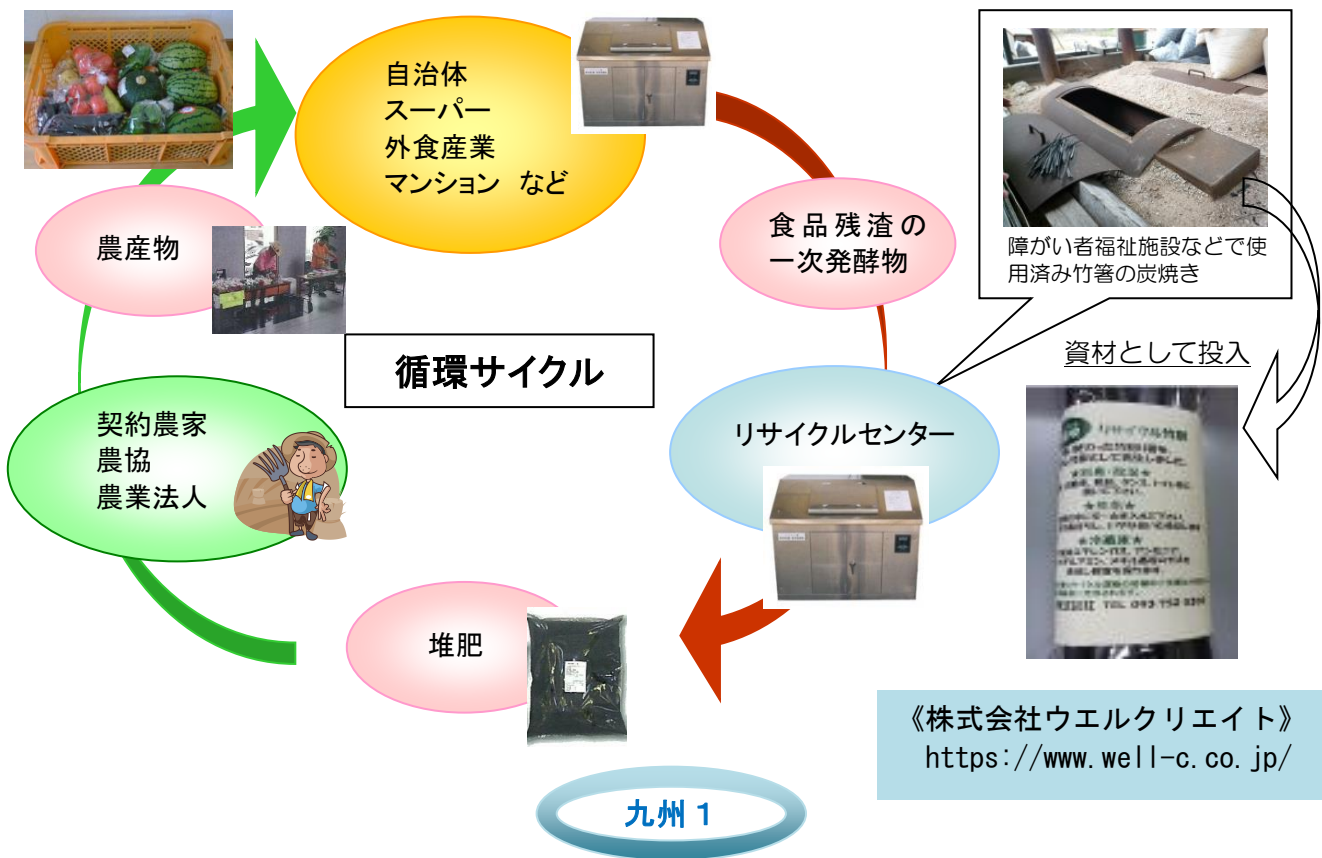 自治体
スーパー
外食産業
マンション など
農産物
食品残渣の
一次発酵物
障がい者福祉施設などで使
用済み竹箸の炭焼き
循環サイクル
資材として投入
契約農家
農協
農業法人
リサイクルセンター
堆肥
《株式会社ウエルクリエイト》
https://www.well-c.co.jp/
九州1